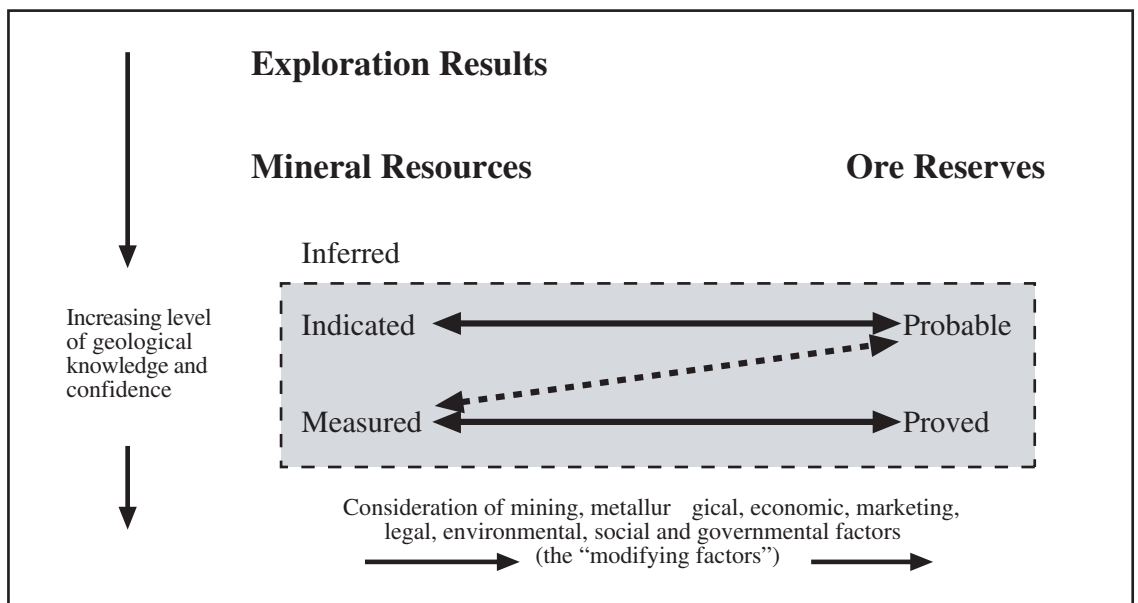 Exploration Results
Mineral Resources
Ore Reserves
Inferred
Increasing level
of geological
knowledge and
confidence
Indicated
Probable
Measured
Proved
Consideration of mining, metallur gical, economic, marketing,
legal, environmental, social and governmental factors
(the “modifying factors”)